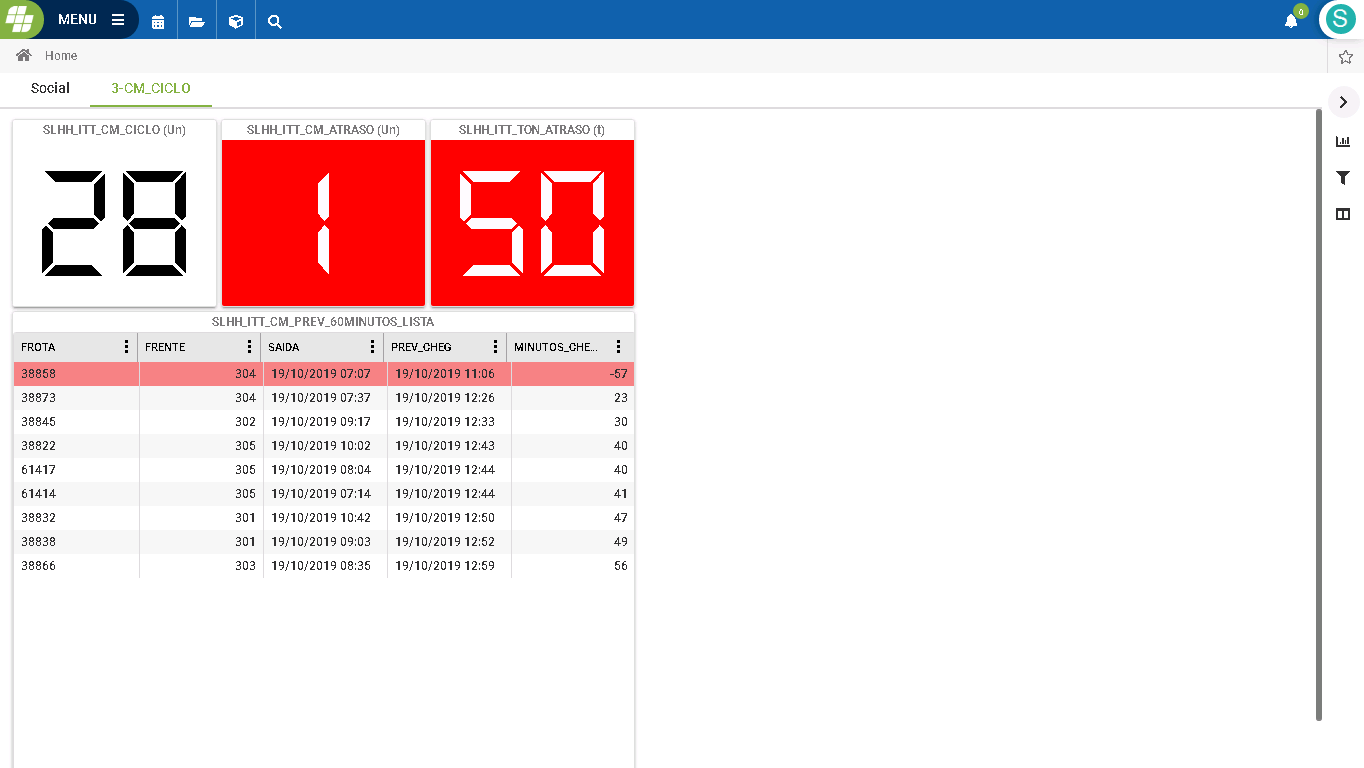 MENU
0
S
Home
Social 3-CM_CICLO
SLHH_ITT_CM_CICLO (Un) SLHH_ITT_CM_ATRASO (Un) SLHH_ITT_TON_ATRASO (t)
28 1 50
SLHH_ITT_CM_PREV_60MINUTOS_LISTA
FROTA FRENTE SAIDA PREV_CHEG MINUTOS_CHE...
38858 304 19/10/2019 07:07 19/10/2019 11:06 -57
38873 304 19/10/2019 07:37 19/10/2019 12:26 23
38845 302 19/10/2019 09:17 19/10/2019 12:33 30
38822 305 19/10/2019 10:02 19/10/2019 12:43 40
61417 305 19/10/2019 08:04 19/10/2019 12:44 40
61414 305 19/10/2019 07:14 19/10/2019 12:44 41
38832 301 19/10/2019 10:42 19/10/2019 12:50 47
38838 301 19/10/2019 09:03 19/10/2019 12:52 49
38866 303 19/10/2019 08:35 19/10/2019 12:59 56